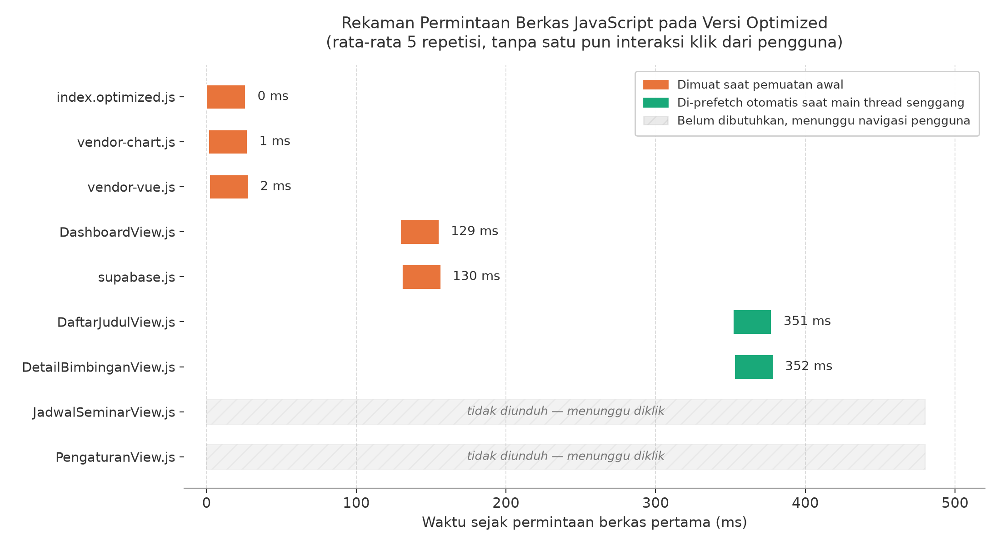 Rekaman Permintaan Berkas JavaScript pada Versi Optimized
(rata-rata 5 repetisi, tanpa satu pun interaksi klik dari pengguna)
Dimuat saat pemuatan awal
Di-prefetch otomatis saat main thread senggang
Belum dibutuhkan, menunggu navigasi pengguna
index.optimized.js
0 ms
vendor-chart.js
1 ms
vendor-vue.js
2 ms
DashboardView.js
129 ms
supabase.js
130 ms
DaftarJudulView.js
351 ms
DetailBimbinganView.js
352 ms
JadwalSeminarView.js
tidak diunduh — menunggu diklik
PengaturanView.js
tidak diunduh — menunggu diklik
0 100 200 300 400 500
Waktu sejak permintaan berkas pertama (ms)